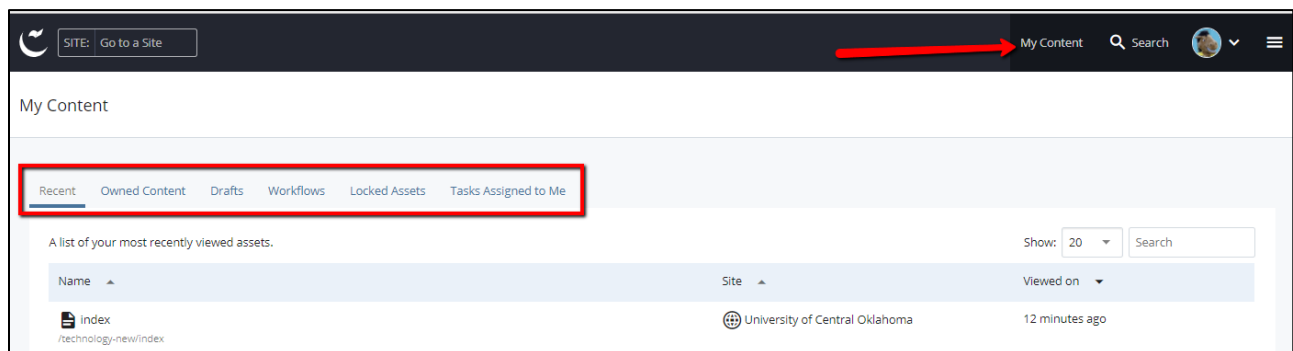 SITE: Go to a Site My Content Search
My Content
Recent Owned Content Drafts Workflows Locked Assets Tasks Assigned to Me
A list of your most recently viewed assets. Show: 20 Search
Name Site Viewed on
index University of Central Oklahoma 12 minutes ago
/technology-new/index